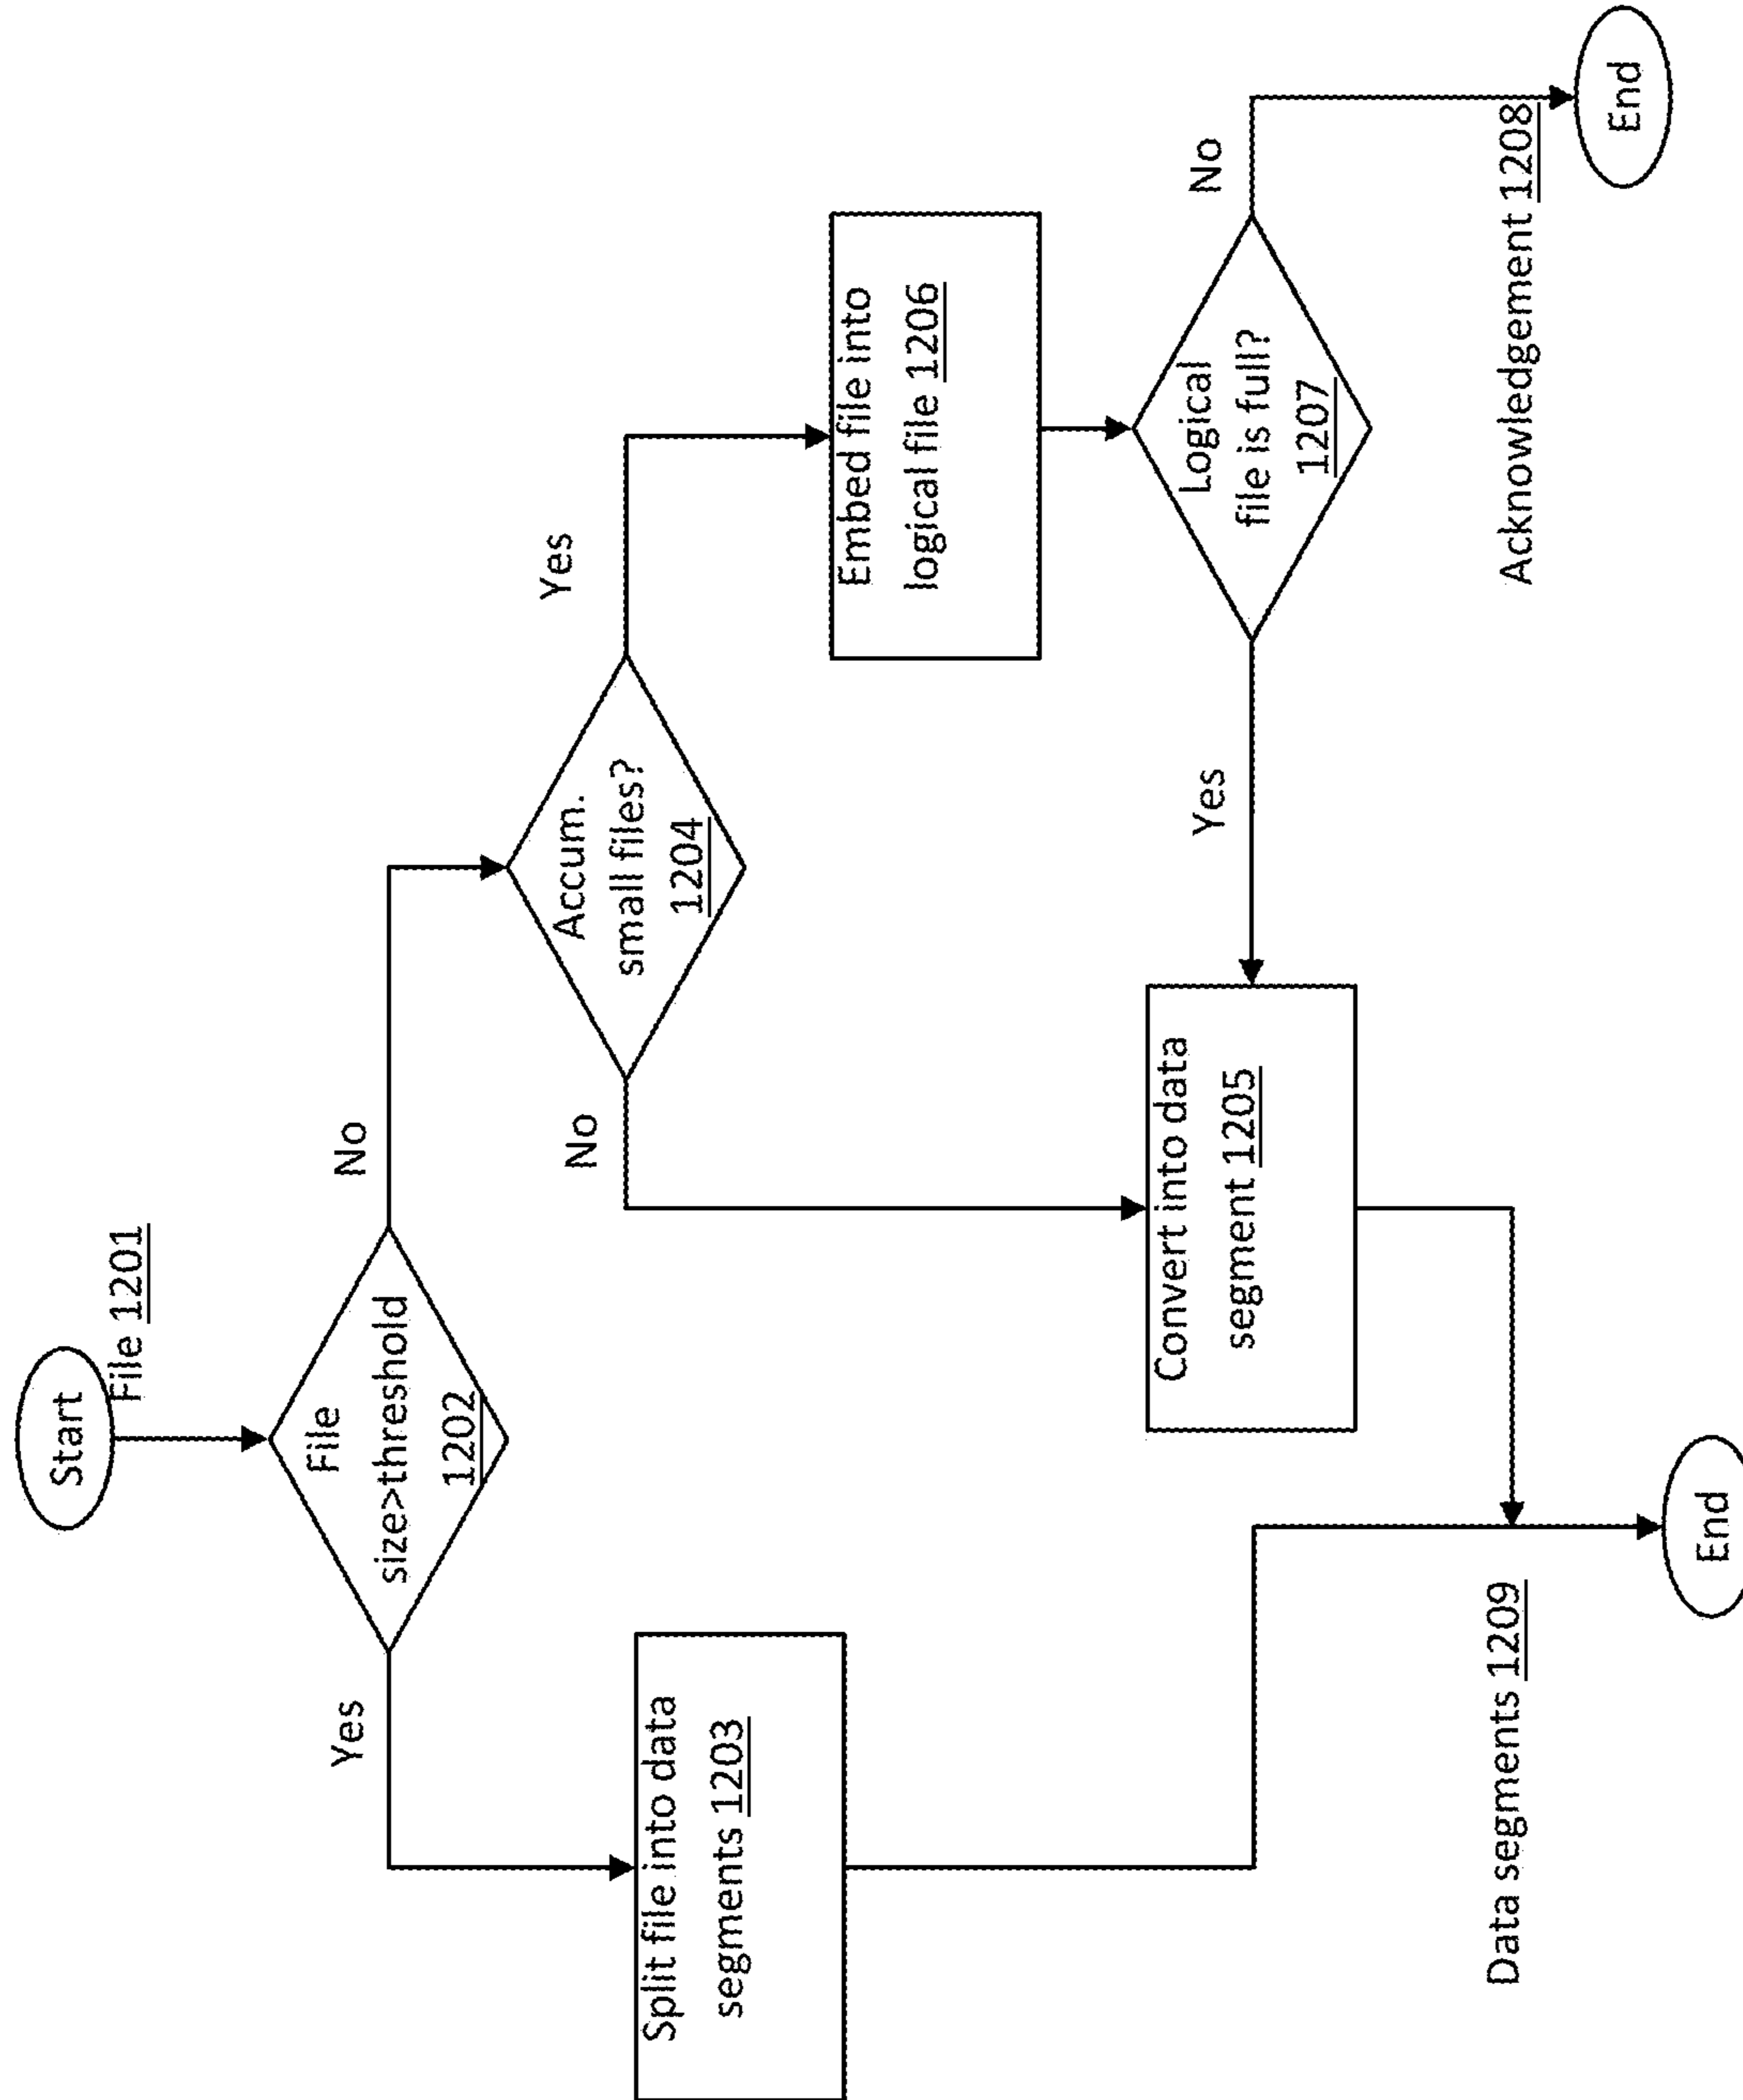 Start
File 1201
File
size>threshold
1202
Yes
No
Split file into data
segments 1203
Accum.
small files?
1204
No
Yes
Convert into data
segment 1205
Embed file into
logical file 1206
Logical
file is full?
1207
Yes
No
Data segments 1209
Acknowledgement 1208
End
End